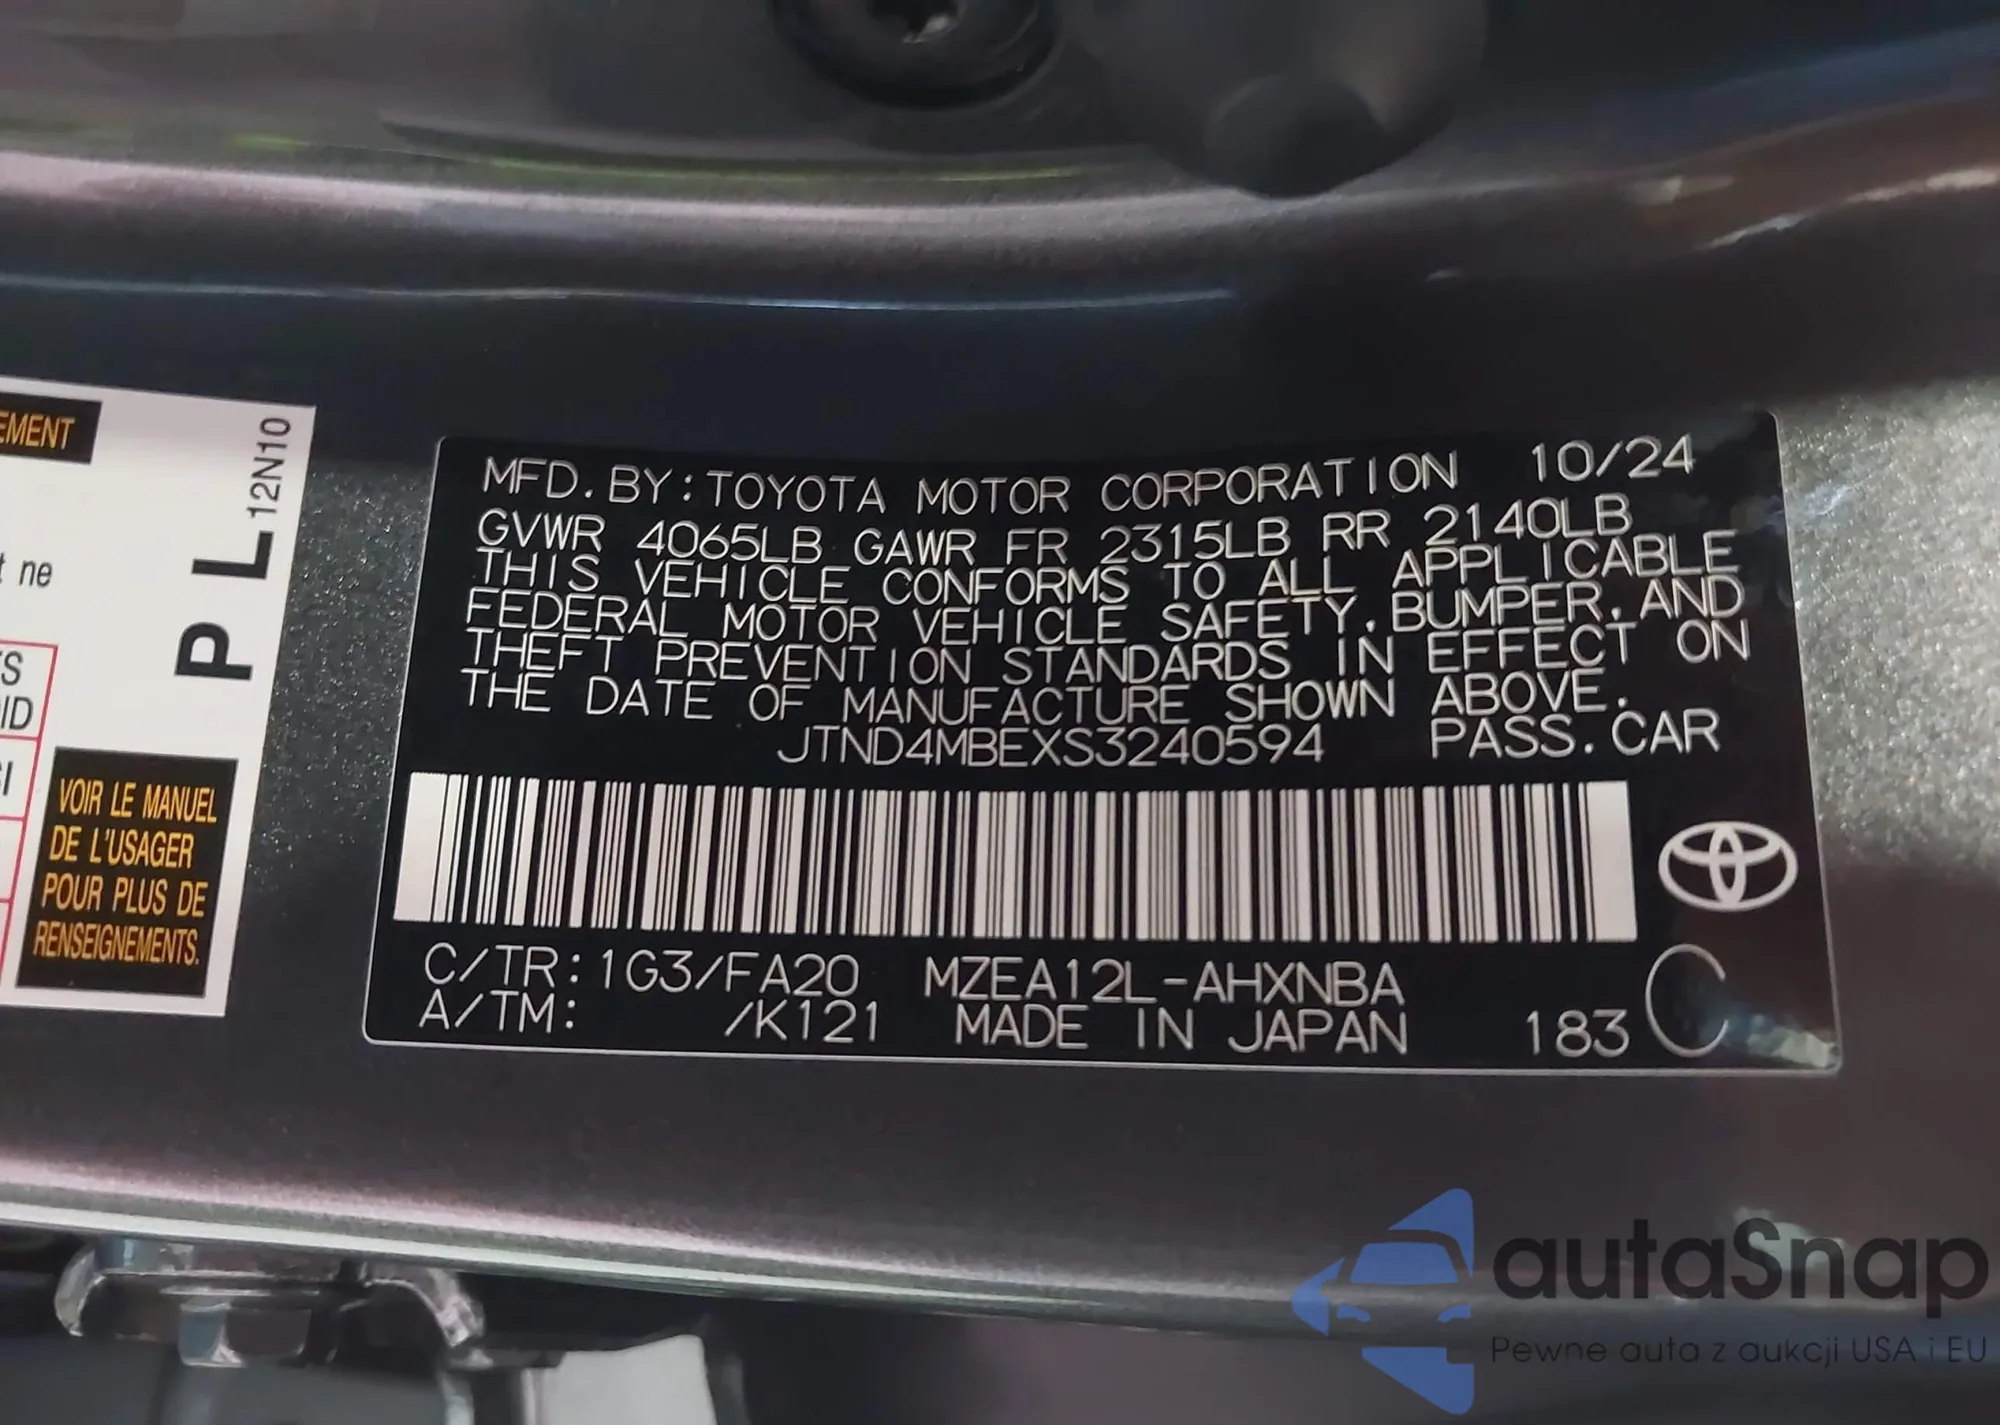 EMENT
t ne
S
ID
SI
VOIR LE MANUEL
DE L'USAGER
POUR PLUS DE
RENSEIGNEMENTS.
P L 12N10
MFD. BY: TOYOTA MOTOR CORPORATION 10/24
GVWR 4065LB GAWR FR 2315LB RR 2140LB
THIS VEHICLE CONFORMS TO ALL APPLICABLE
FEDERAL MOTOR VEHICLE SAFETY, BUMPER, AND
THEFT PREVENTION STANDARDS IN EFFECT ON
THE DATE OF MANUFACTURE SHOWN ABOVE.
JTND4MBEXS3240594 PASS. CAR
C/TR: 1G3/FA20 MZEA12L-AHXNBA
A/TM: /K121 MADE IN JAPAN 183 C
autaSnap
Pewne auta z aukcji USA i EU